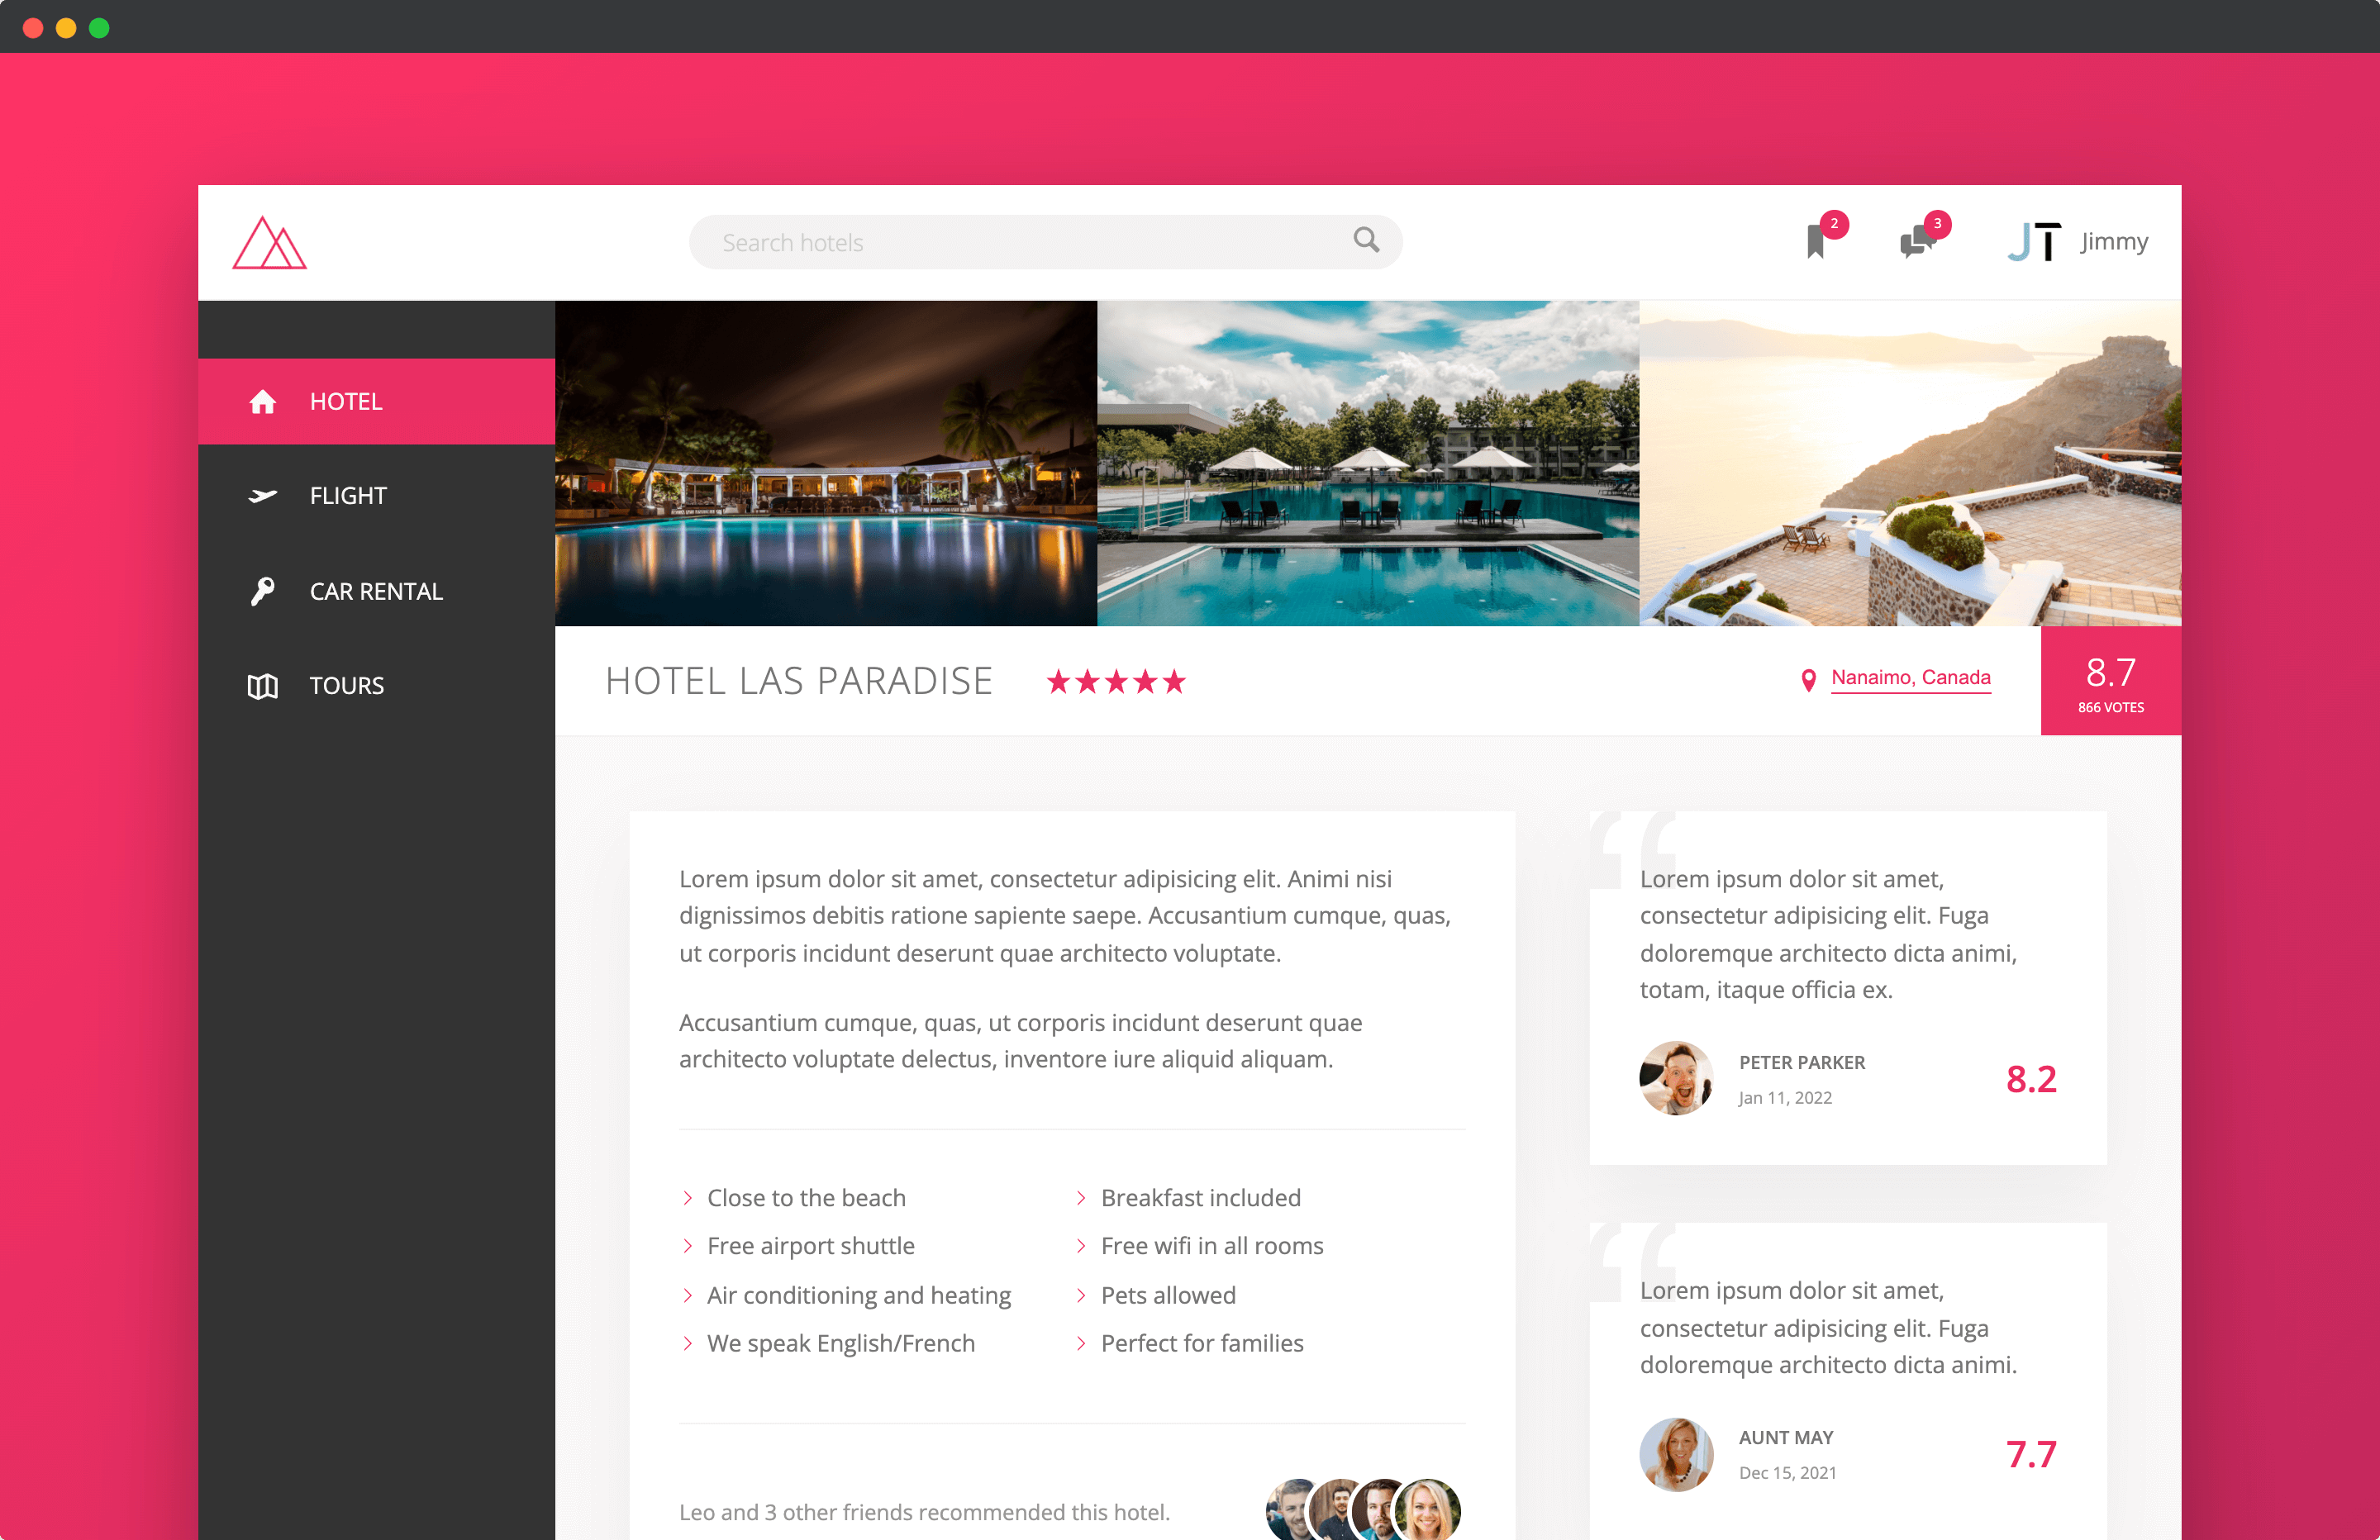 Search hotels
2
3
JT
Jimmy
HOTEL
FLIGHT
CAR RENTAL
TOURS
HOTEL LAS PARADISE
Nanaimo, Canada
8.7
866 VOTES
Lorem ipsum dolor sit amet, consectetur adipisicing elit. Animi nisi
dignissimos debitis ratione sapiente saepe. Accusantium cumque, quas,
ut corporis incidunt deserunt quae architecto voluptate.
Accusantium cumque, quas, ut corporis incidunt deserunt quae
architecto voluptate delectus, inventore iure aliquid aliquam.
Close to the beach
Breakfast included
Free airport shuttle
Free wifi in all rooms
Air conditioning and heating
Pets allowed
We speak English/French
Perfect for families
Leo and 3 other friends recommended this hotel.
“
Lorem ipsum dolor sit amet,
consectetur adipisicing elit. Fuga
doloremque architecto dicta animi,
totam, itaque officia ex.
PETER PARKER
Jan 11, 2022
8.2
“
Lorem ipsum dolor sit amet,
consectetur adipisicing elit. Fuga
doloremque architecto dicta animi.
AUNT MAY
Dec 15, 2021
7.7